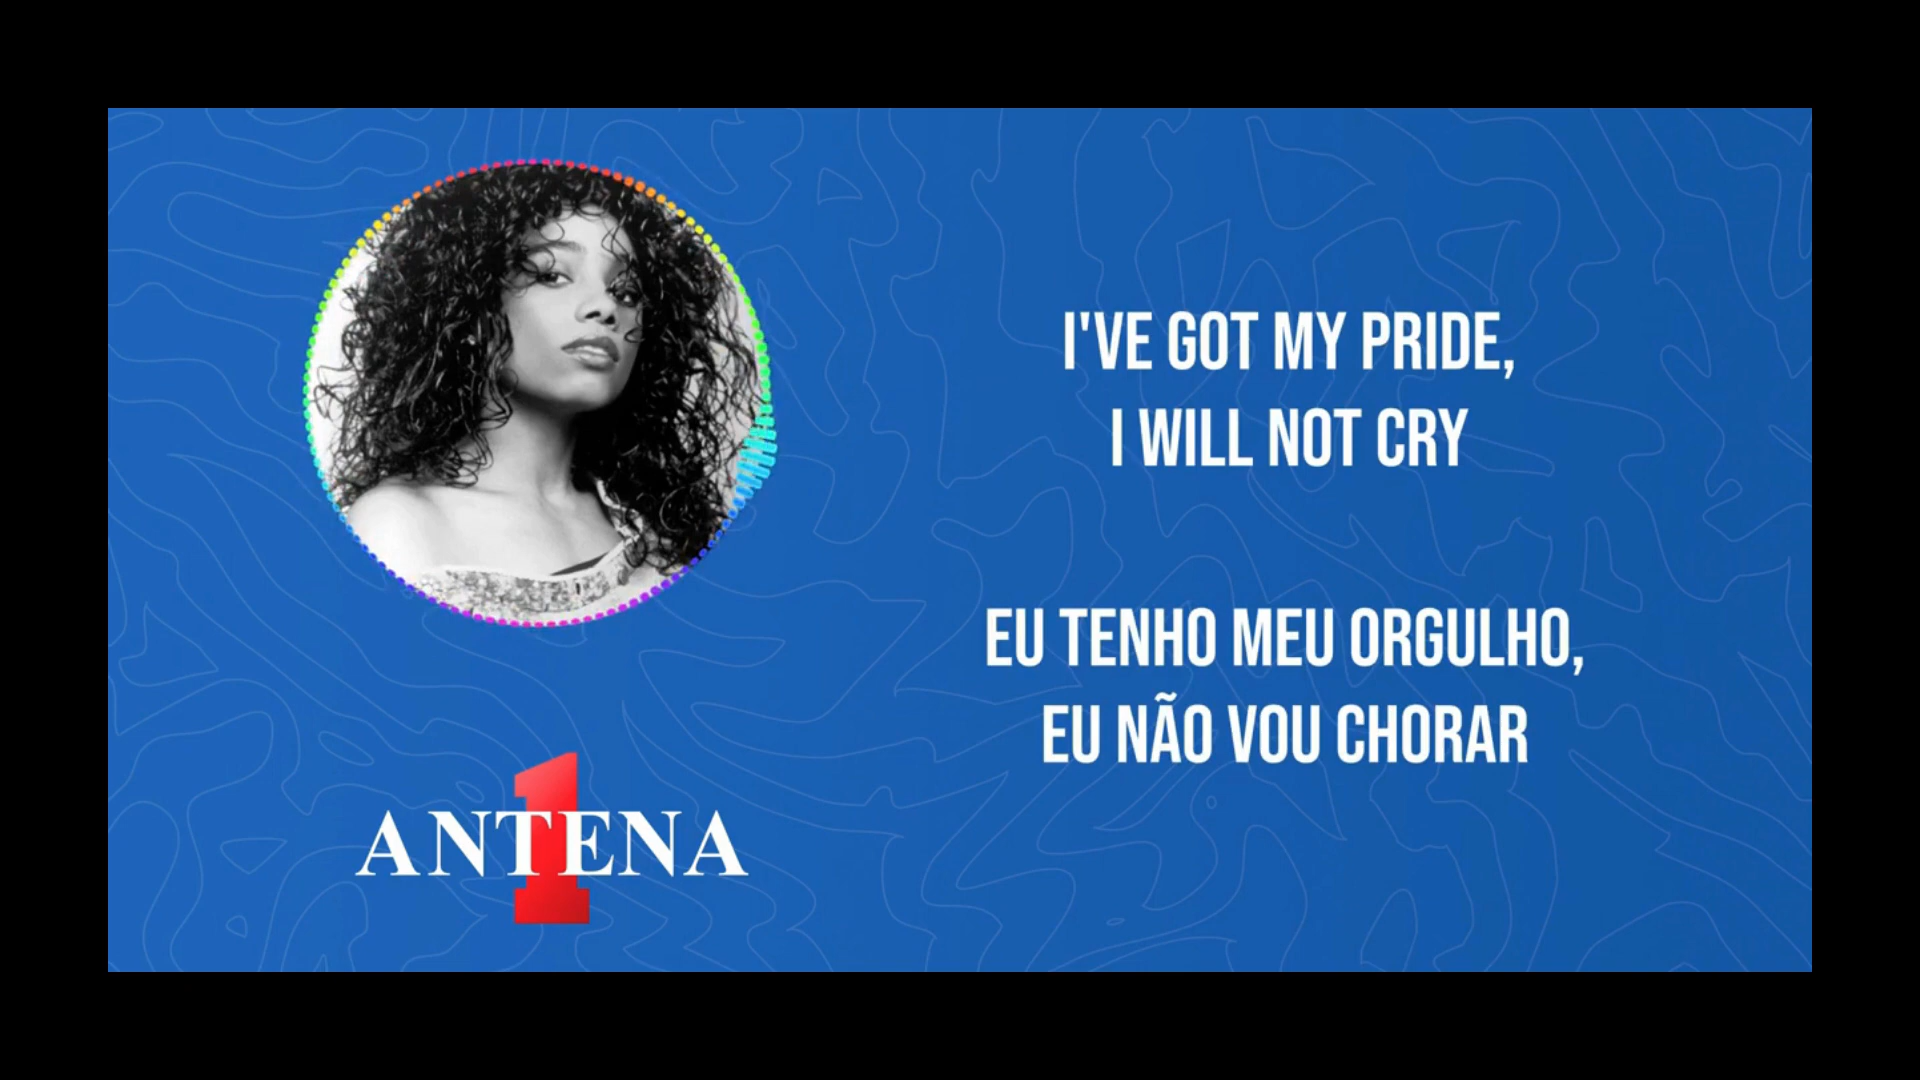 I'VE GOT MY PRIDE,
I WILL NOT CRY
EU TENHO MEU ORGULHO,
EU NÃO VOU CHORAR
ANTENA
1